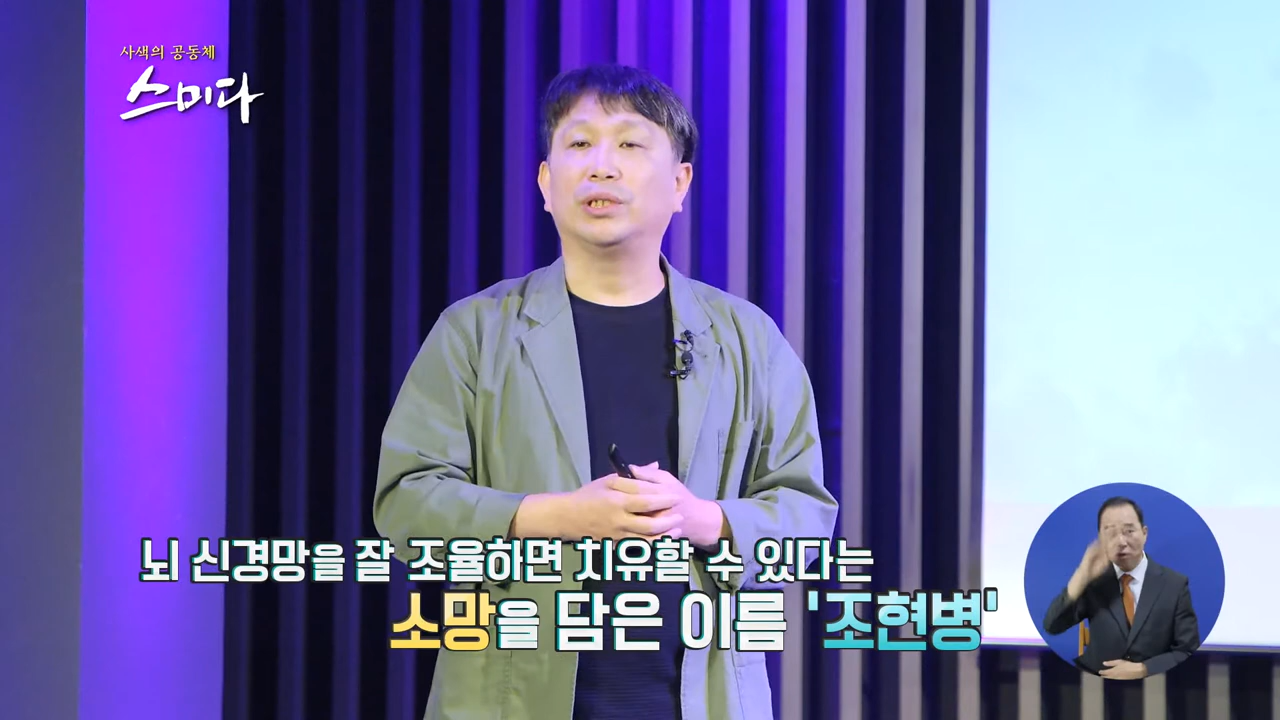 사색의 공동체
스미다
뇌 신경망을 잘 조율하면 치유할 수 있다는
소망을 담은 이름 '조현병'